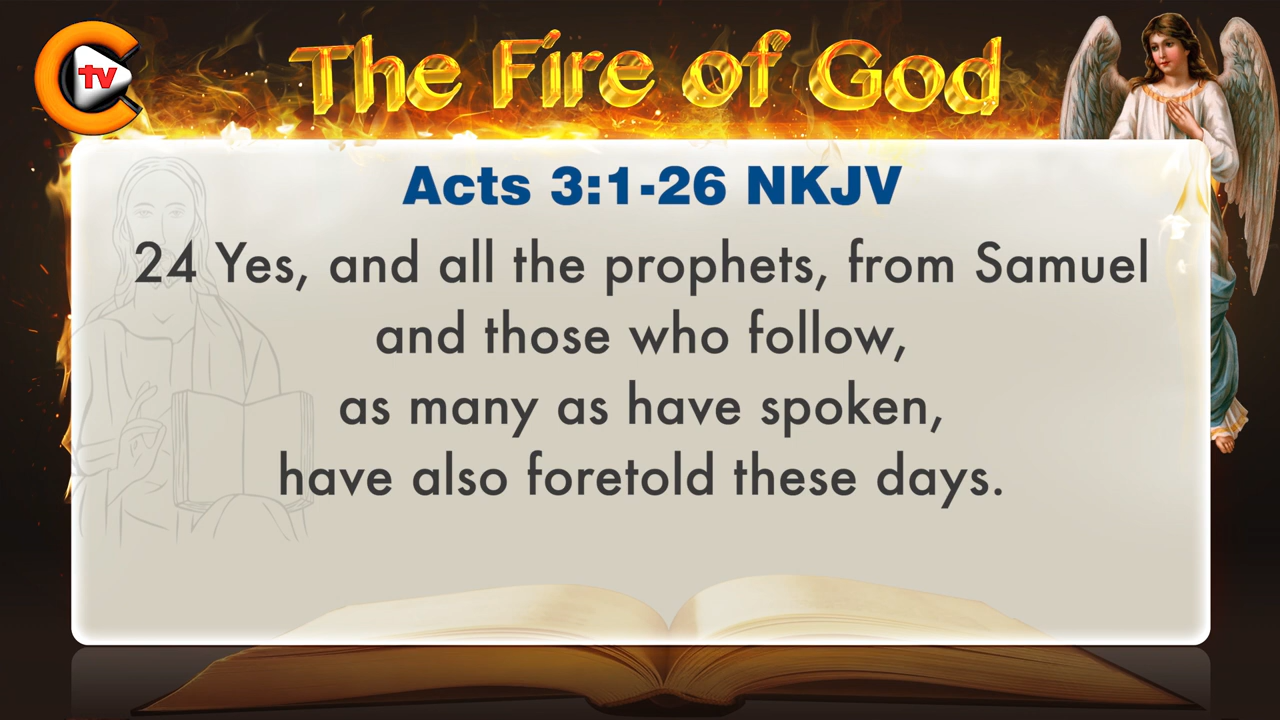 tv
The Fire of God
Acts 3:1-26 NKJV
24 Yes, and all the prophets, from Samuel
and those who follow,
as many as have spoken,
have also foretold these days.